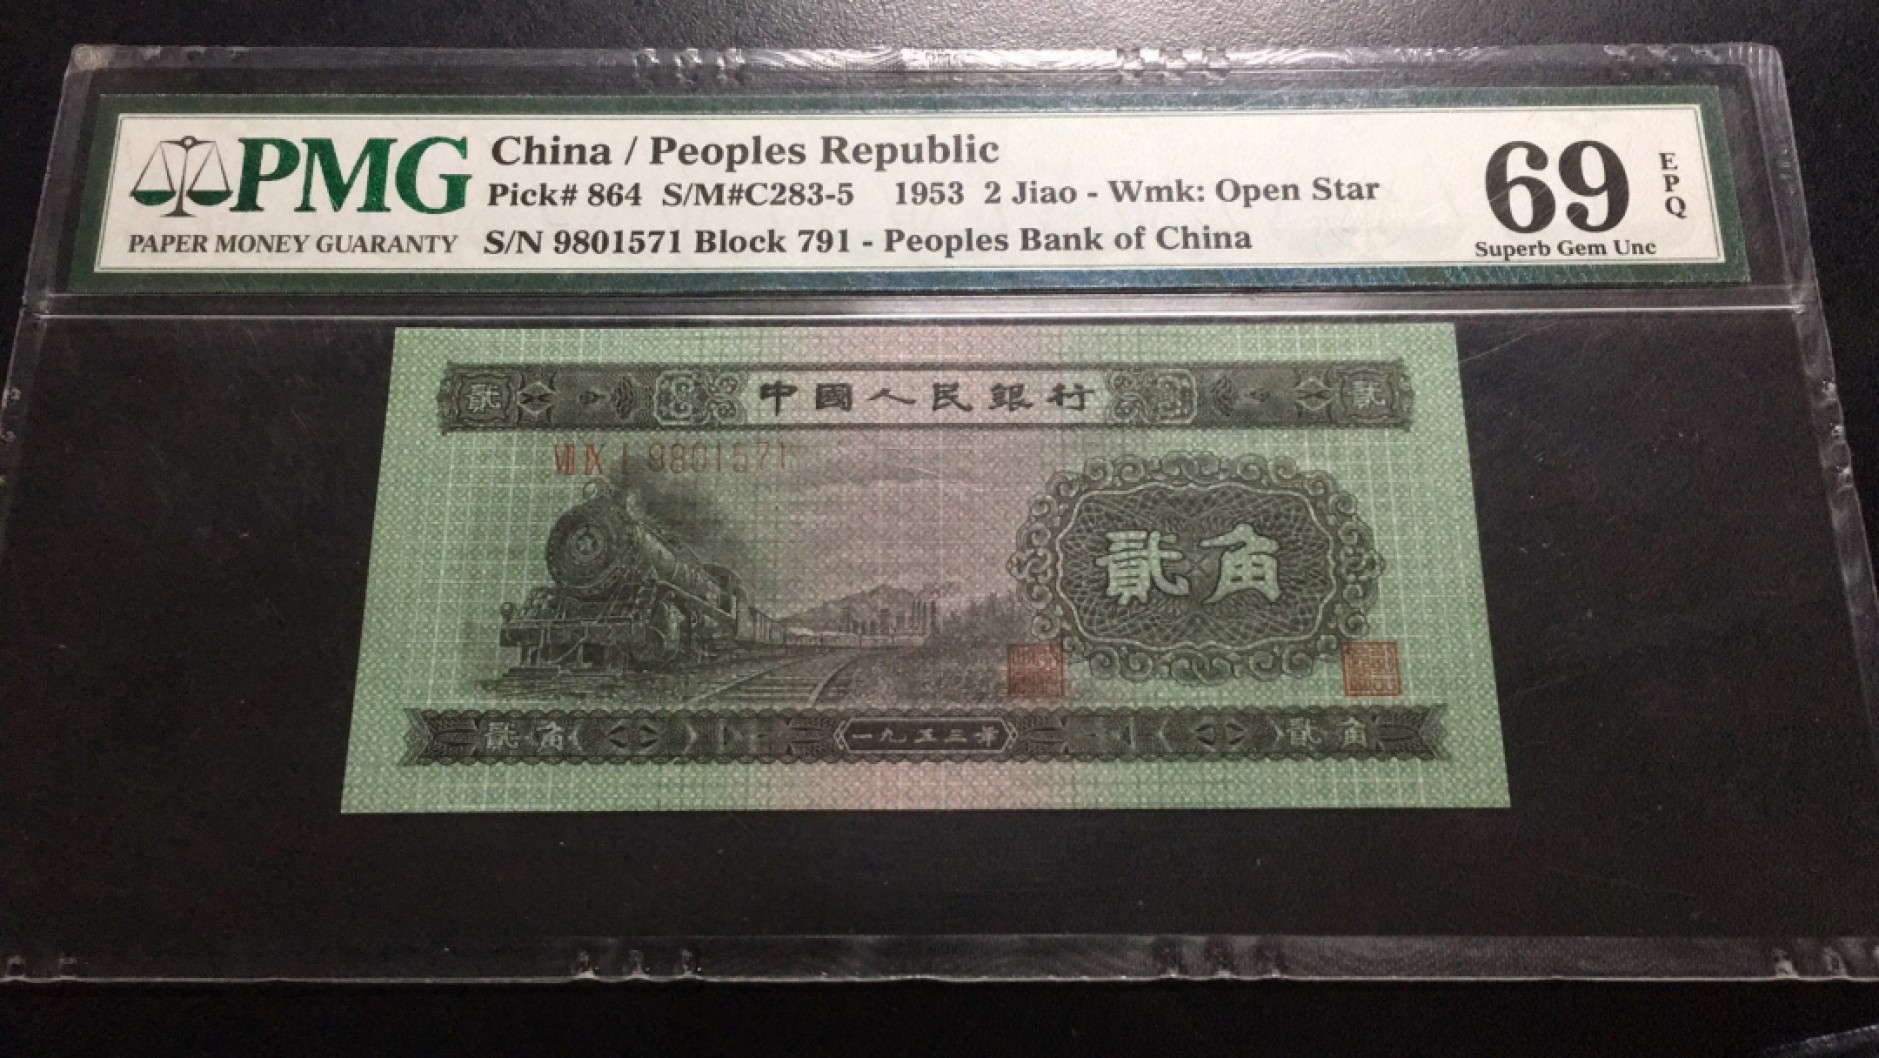 PMG
PAPER MONEY GUARANTY
China / Peoples Republic
Pick# 864 S/M#C283-5 1953 2 Jiao - Wmk: Open Star
S/N 9801571 Block 791 - Peoples Bank of China
69
EPQ
Superb Gem Unc
貳 中國人民銀行 貳
9801571
貳角
貳角 一九五三年 貳角